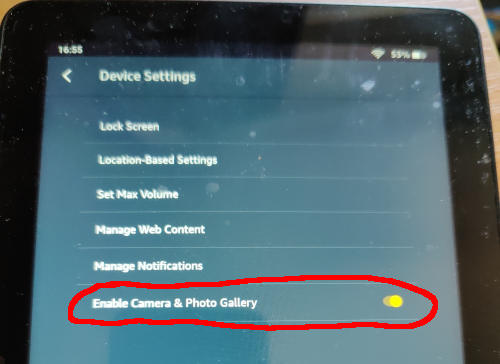 16:55 53%
Device Settings
Lock Screen
Location-Based Settings
Set Max Volume
Manage Web Content
Manage Notifications
Enable Camera & Photo Gallery